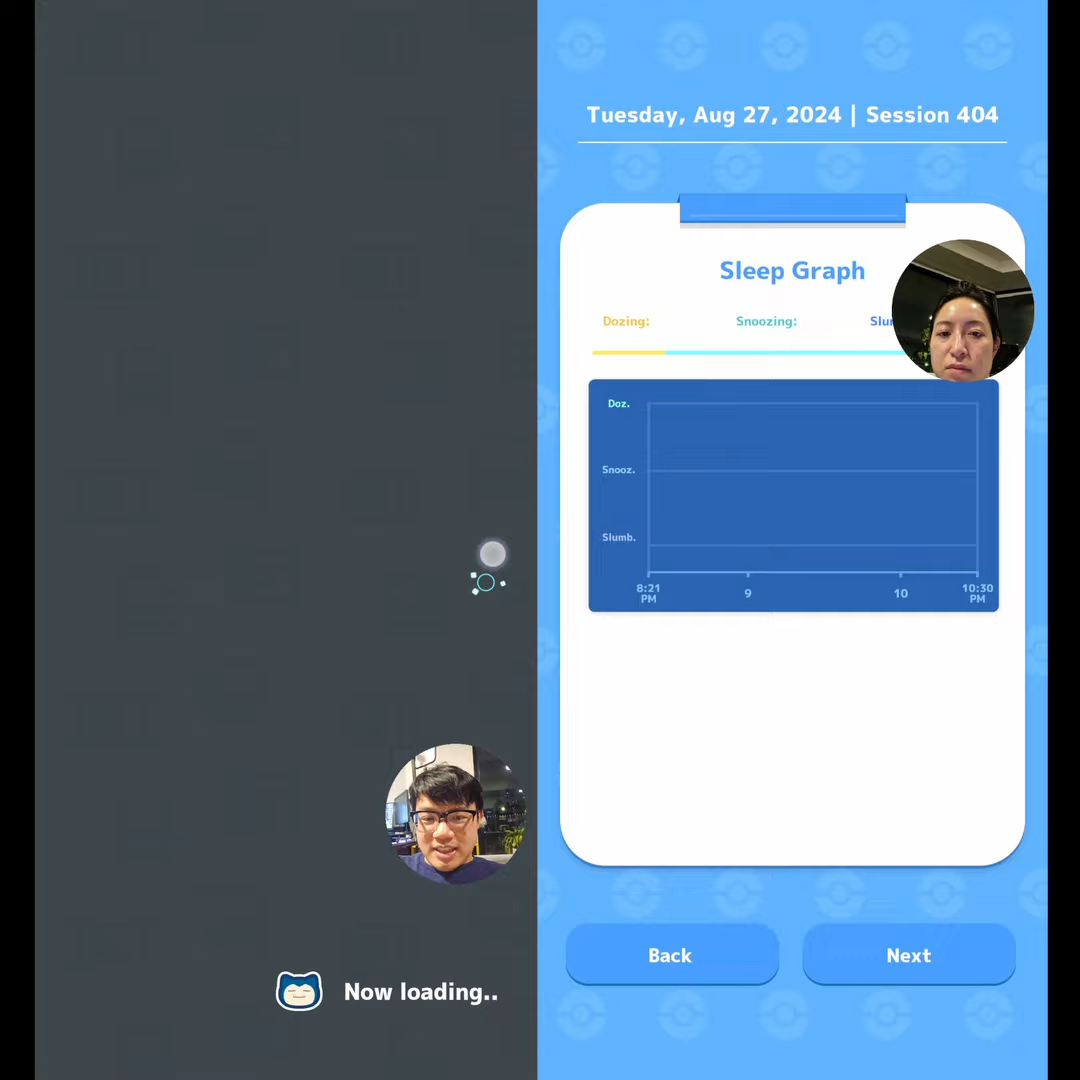 Tuesday, Aug 27, 2024 | Session 404
Sleep Graph
Dozing:
Snoozing:
Doz.
Snooz.
Slumb.
8:21 PM
9
10
10:30 PM
Back
Next
Now loading..